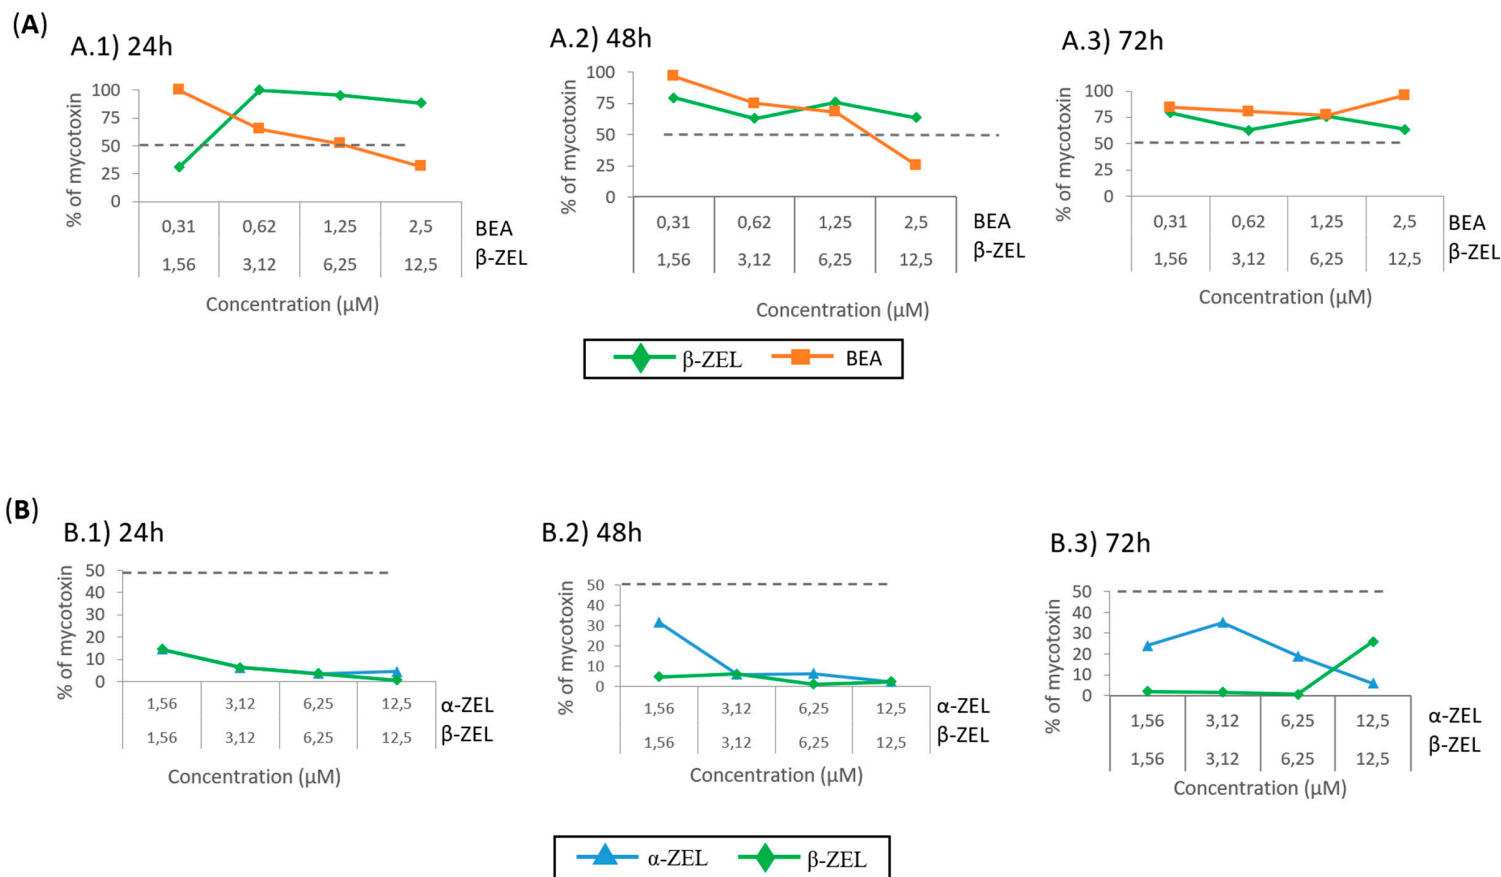 (A)
A.1) 24h
% of mycotoxin
100
75
50
25
0
0,31 0,62 1,25 2,5 BEA
1,56 3,12 6,25 12,5 β-ZEL
Concentration (μM)
A.2) 48h
% of mycotoxin
100
75
50
25
0
0,31 0,62 1,25 2,5 BEA
1,56 3,12 6,25 12,5 β-ZEL
Concentration (μM)
A.3) 72h
% of mycotoxin
100
75
50
25
0
0,31 0,62 1,25 2,5 BEA
1,56 3,12 6,25 12,5 β-ZEL
Concentration (μM)
β-ZEL BEA
(B)
B.1) 24h
% of mycotoxin
50
40
30
20
10
0
1,56 3,12 6,25 12,5 α-ZEL
1,56 3,12 6,25 12,5 β-ZEL
Concentration (μM)
B.2) 48h
% of mycotoxin
50
40
30
20
10
0
1,56 3,12 6,25 12,5 α-ZEL
1,56 3,12 6,25 12,5 β-ZEL
Concentration (μM)
B.3) 72h
% of mycotoxin
50
40
30
20
10
0
1,56 3,12 6,25 12,5 α-ZEL
1,56 3,12 6,25 12,5 β-ZEL
Concentration (μM)
α-ZEL β-ZEL